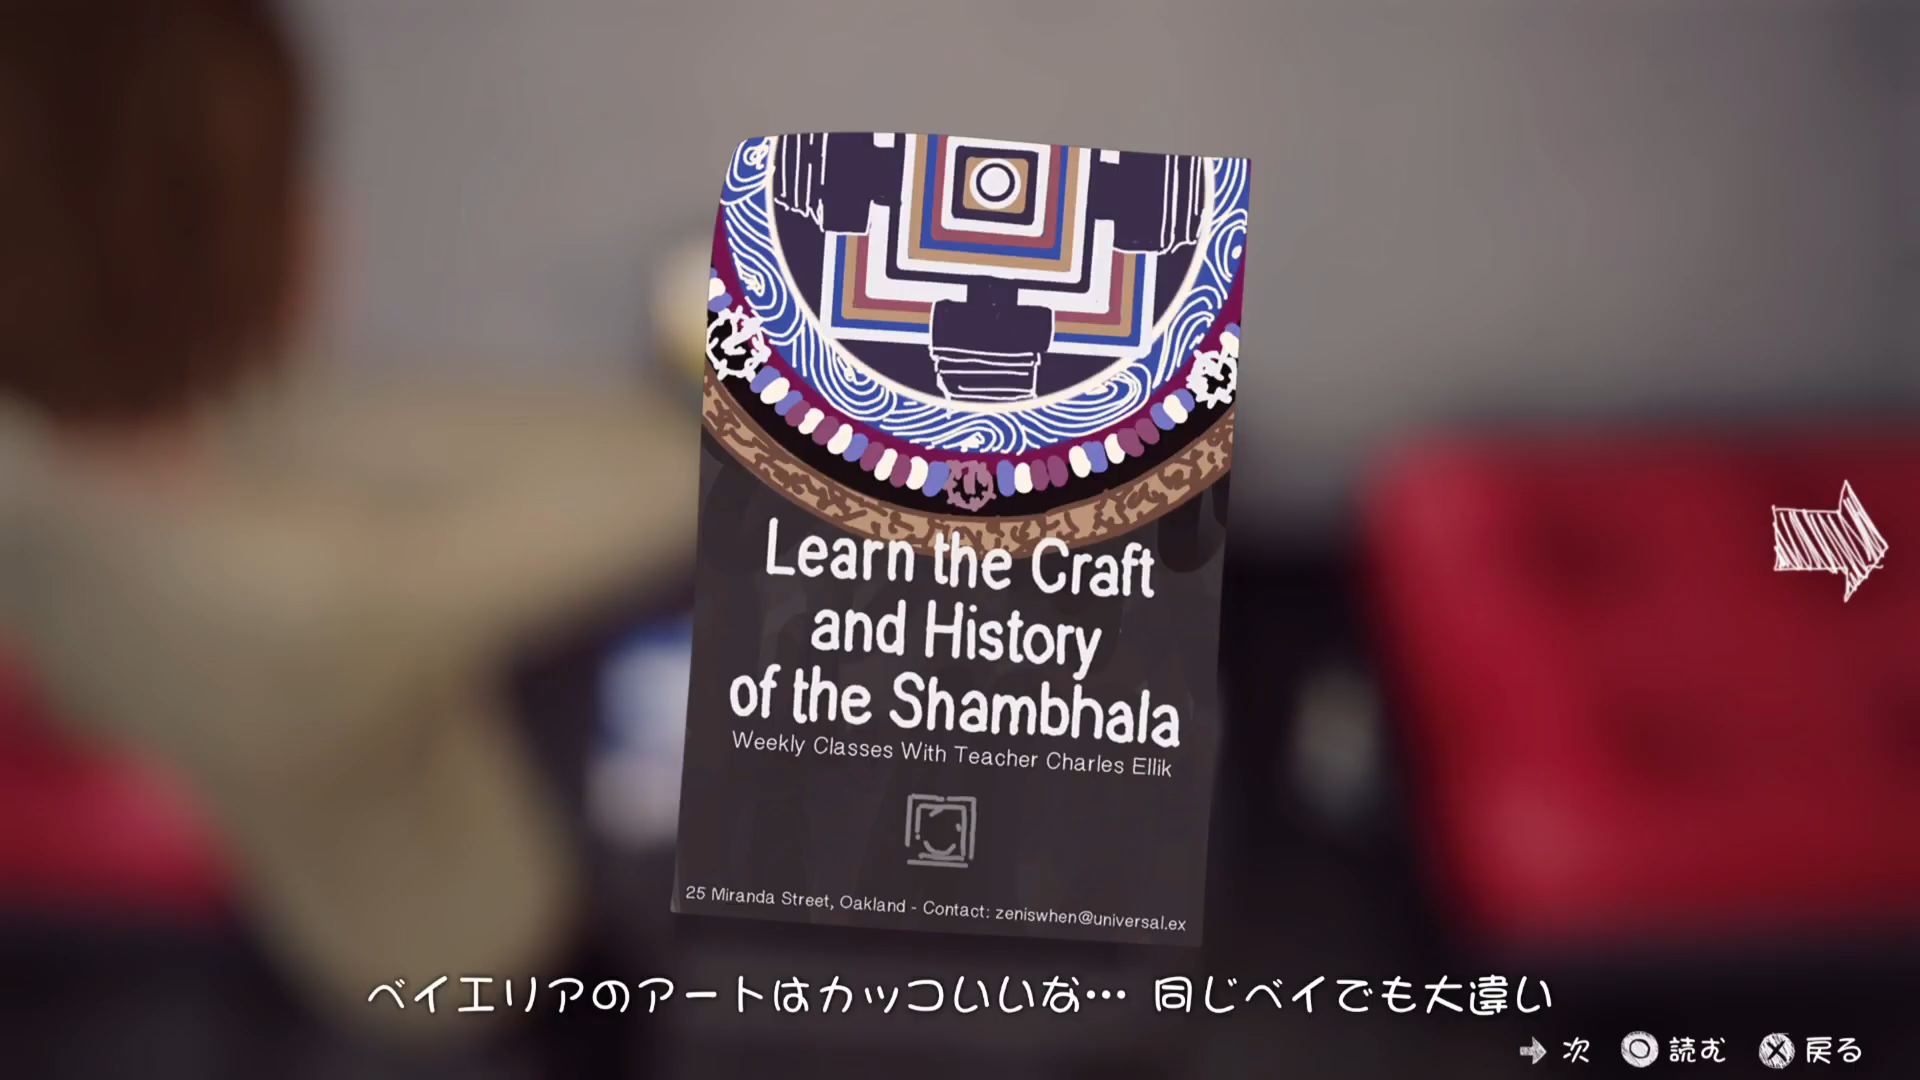 Learn the Craft
and History
of the Shambhala
Weekly Classes With Teacher Charles Ellik
25 Miranda Street, Oakland - Contact: zeniswhen@universal.ex
ベイエリアのアートはカッコいいな… 同じベイでも大違い
次 読む 戻る